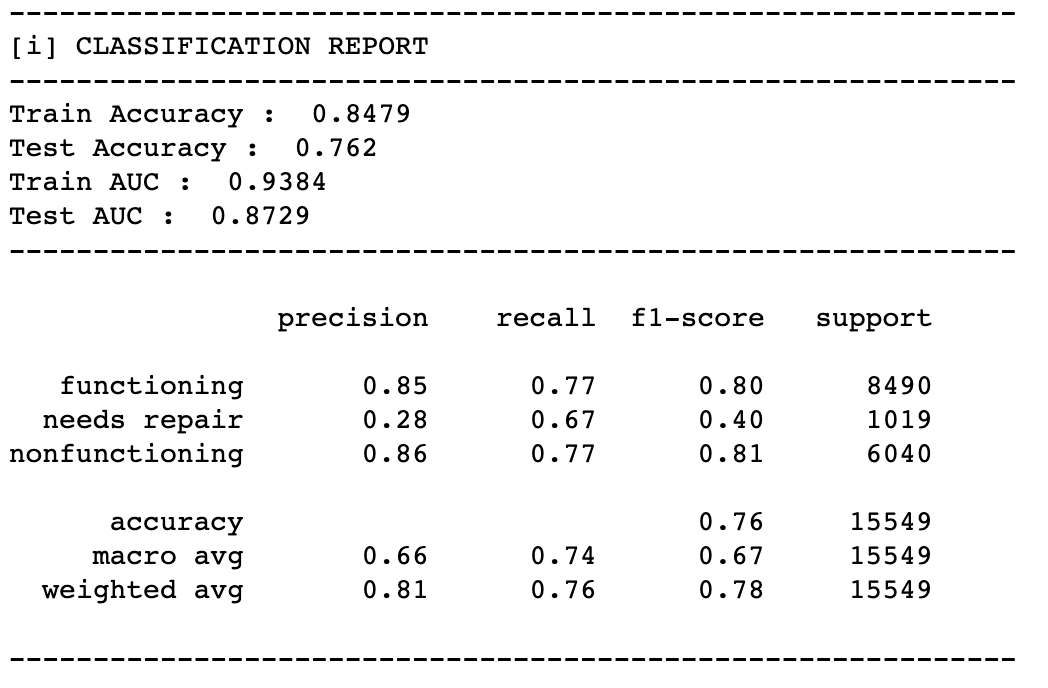 ------------------------------------------------------------
[i] CLASSIFICATION REPORT
------------------------------------------------------------
Train Accuracy :  0.8479
Test Accuracy :  0.762
Train AUC :  0.9384
Test AUC :  0.8729
------------------------------------------------------------
                precision    recall  f1-score   support
   functioning       0.85      0.77      0.80      8490
  needs repair       0.28      0.67      0.40      1019
nonfunctioning       0.86      0.77      0.81      6040
      accuracy                           0.76     15549
     macro avg       0.66      0.74      0.67     15549
  weighted avg       0.81      0.76      0.78     15549
------------------------------------------------------------